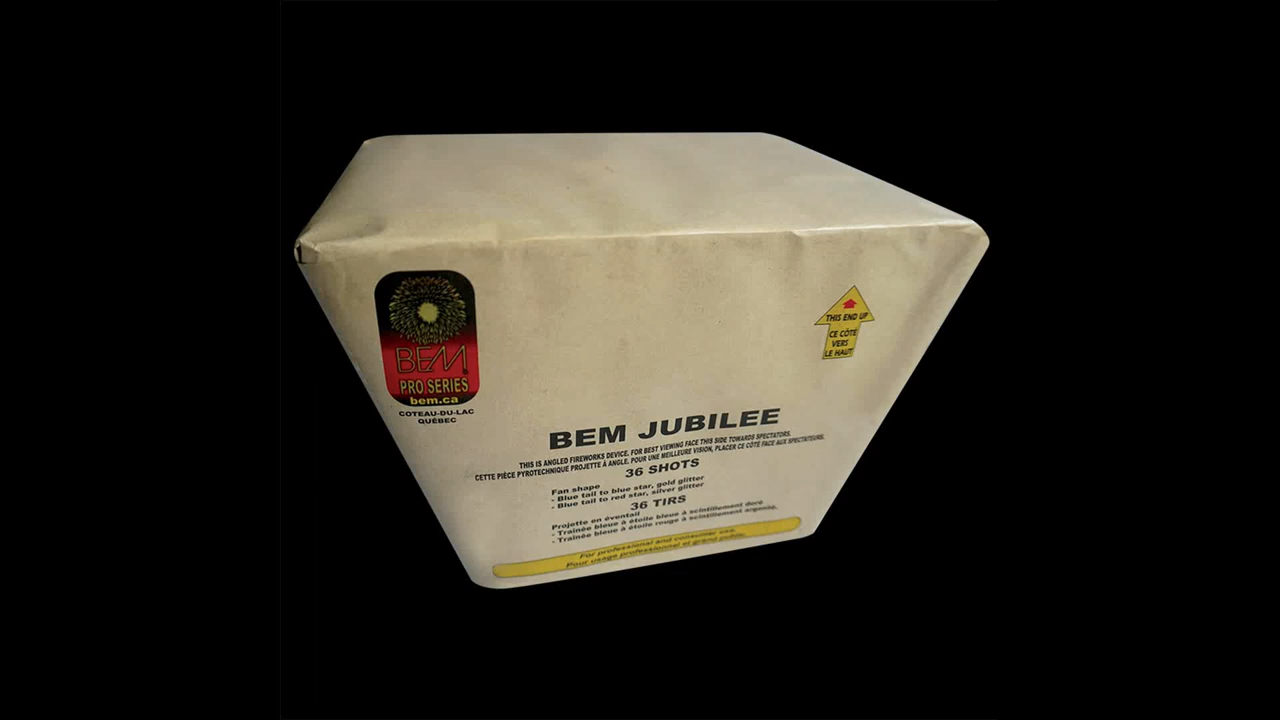 BEM
PRO SERIES
bem.ca
COTEAU-DU-LAC
QUÉBEC
THIS END UP
CE CÔTÉ
VERS
LE HAUT
BEM JUBILEE
THIS IS ANGLED FIREWORKS DEVICE. FOR BEST VIEWING FACE THIS SIDE TOWARDS SPECTATORS.
CETTE PIÈCE PYROTECHNIQUE PROJETTE À ANGLE. POUR UNE MEILLEURE VISION, PLACER CE CÔTÉ FACE AUX SPECTATEURS.
36 SHOTS
Fan shape
- Blue tail to blue star, gold glitter
- Blue tail to red star, silver glitter
36 TIRS
Projette en éventail
- Traînée bleue à étoile bleue à scintillement doré
- Traînée bleue à étoile rouge à scintillement argenté.
For professional and consumer use.
Pour usage professionnel et grand public.